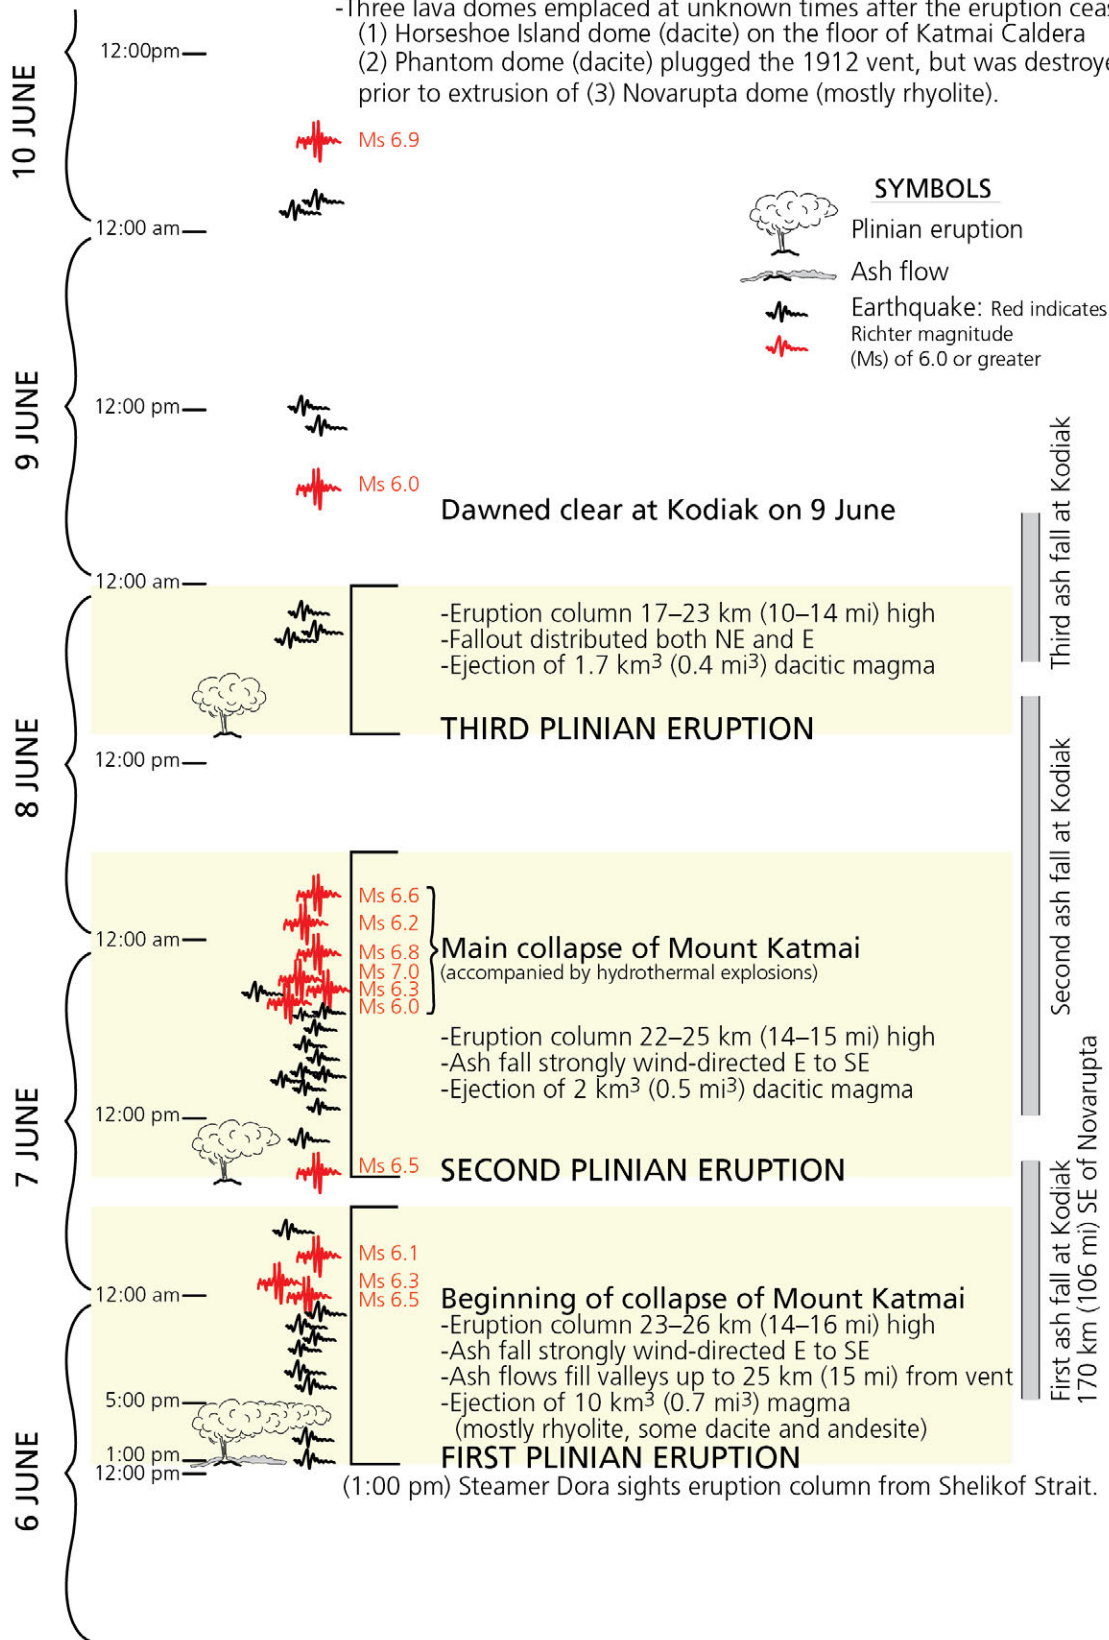 -Three lava domes emplaced at unknown times after the eruption
(1) Horseshoe Island dome (dacite) on the floor of Katmai Caldera
(2) Phantom dome (dacite) plugged the 1912 vent, but was
prior to extrusion of (3) Novarupta dome (mostly rhyolite).
10 JUNE
12:00pm
Ms 6.9
12:00 am
SYMBOLS
Plinian eruption
Ash flow
Earthquake: Red indicates
Richter magnitude
(Ms) of 6.0 or greater
9 JUNE
12:00 pm
Ms 6.0
Dawned clear at Kodiak on 9 June
12:00 am
Third ash fall at Kodiak
8 JUNE
-Eruption column 17–23 km (10–14 mi) high
-Fallout distributed both NE and E
-Ejection of 1.7 km³ (0.4 mi³) dacitic magma
THIRD PLINIAN ERUPTION
12:00 pm
Second ash fall at Kodiak
Ms 6.6
Ms 6.2
12:00 am
Ms 6.8
Ms 7.0
Ms 6.3
Ms 6.0
Main collapse of Mount Katmai
(accompanied by hydrothermal explosions)
7 JUNE
-Eruption column 22–25 km (14–15 mi) high
-Ash fall strongly wind-directed E to SE
-Ejection of 2 km³ (0.5 mi³) dacitic magma
12:00 pm
Ms 6.5
SECOND PLINIAN ERUPTION
First ash fall at Kodiak
170 km (106 mi) SE of Novarupta
Ms 6.1
Ms 6.3
Ms 6.5
12:00 am
Beginning of collapse of Mount Katmai
-Eruption column 23–26 km (14–16 mi) high
-Ash fall strongly wind-directed E to SE
-Ash flows fill valleys up to 25 km (15 mi) from vent
-Ejection of 10 km³ (0.7 mi³) magma
(mostly rhyolite, some dacite and andesite)
5:00 pm
FIRST PLINIAN ERUPTION
1:00 pm
12:00 pm
6 JUNE
(1:00 pm) Steamer Dora sights eruption column from Shelikof Strait.